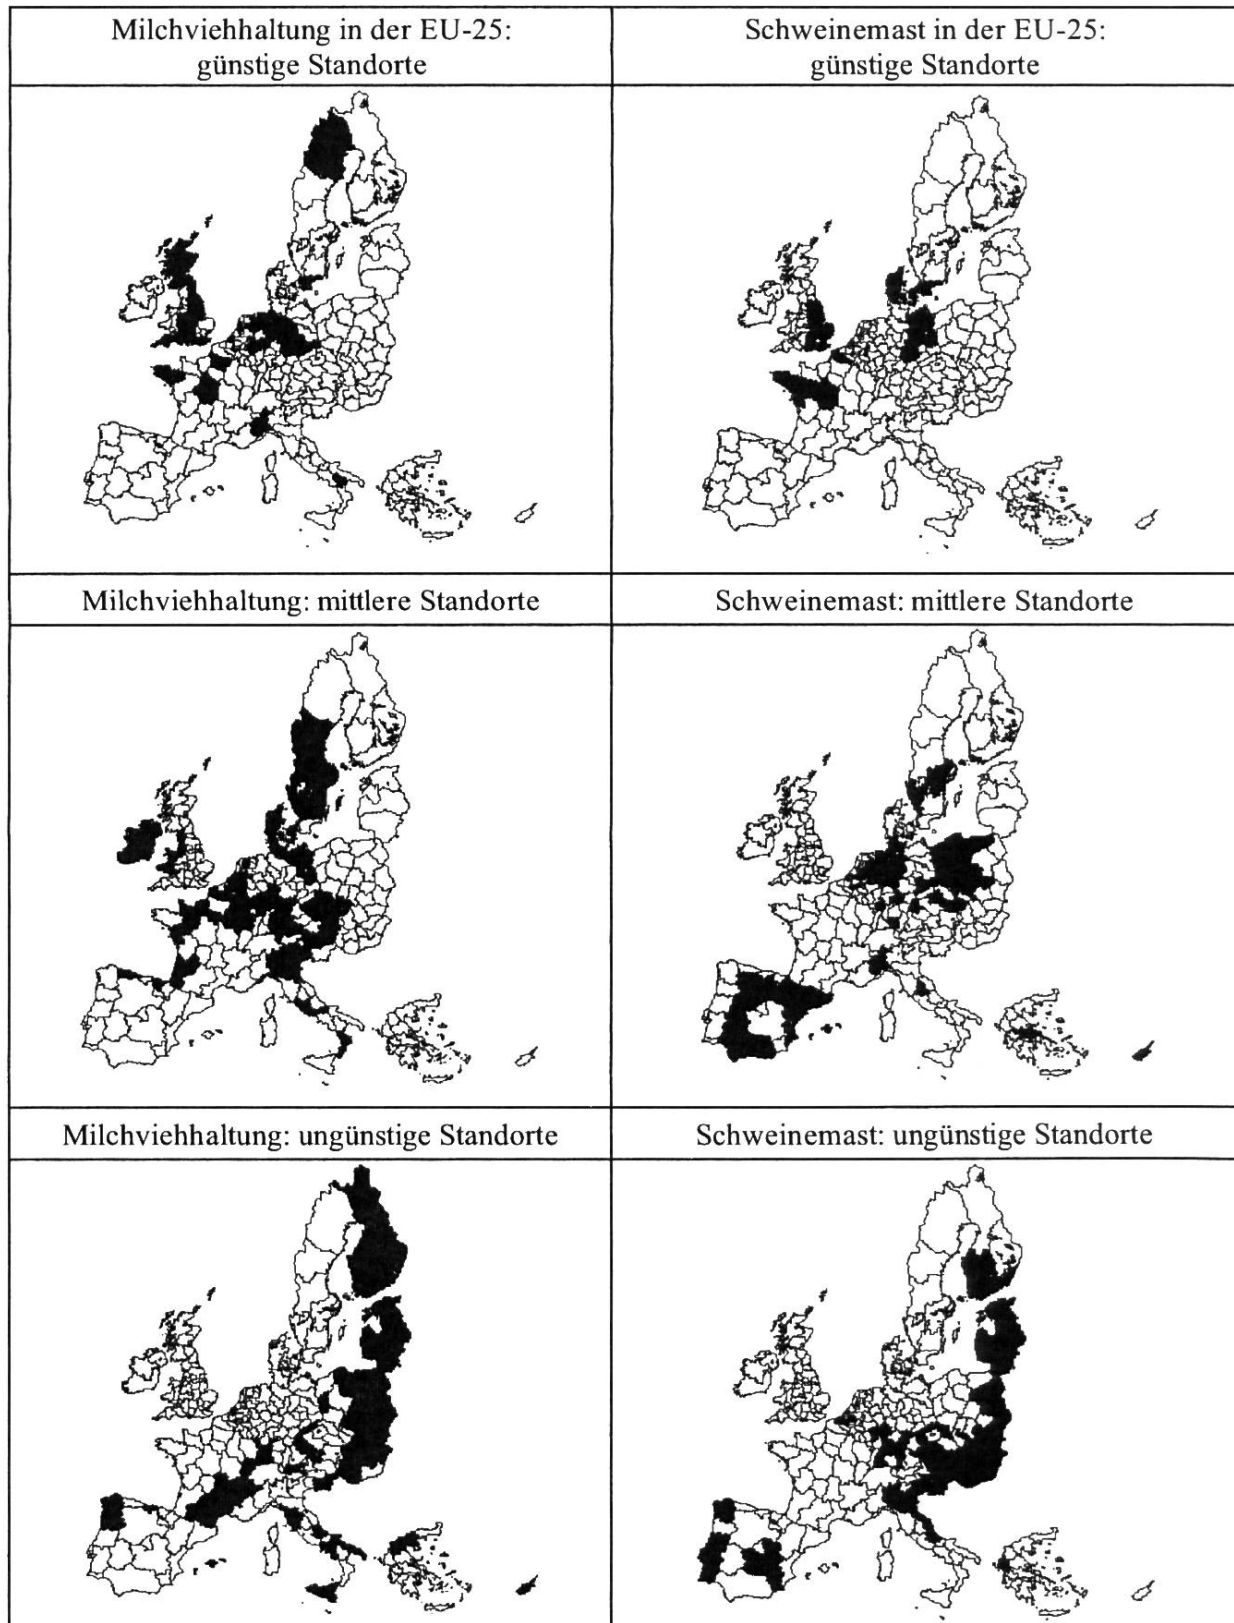 Milchviehhaltung in der EU-25:
günstige Standorte
Schweinemast in der EU-25:
günstige Standorte
Milchviehhaltung: mittlere Standorte
Schweinemast: mittlere Standorte
Milchviehhaltung: ungünstige Standorte
Schweinemast: ungünstige Standorte